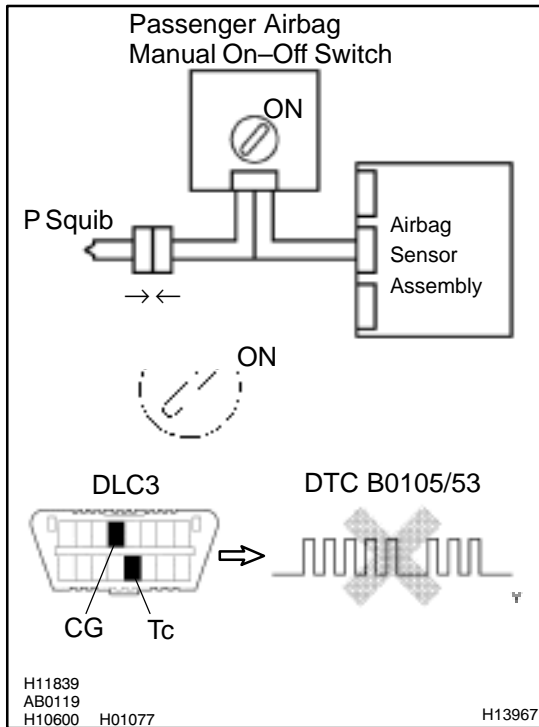 Passenger Airbag
Manual On–Off Switch
ON
P Squib
Airbag
Sensor
Assembly
ON
DLC3
DTC B0105/53
CG
Tc
H11839
AB0119
H10600 H01077
H13967